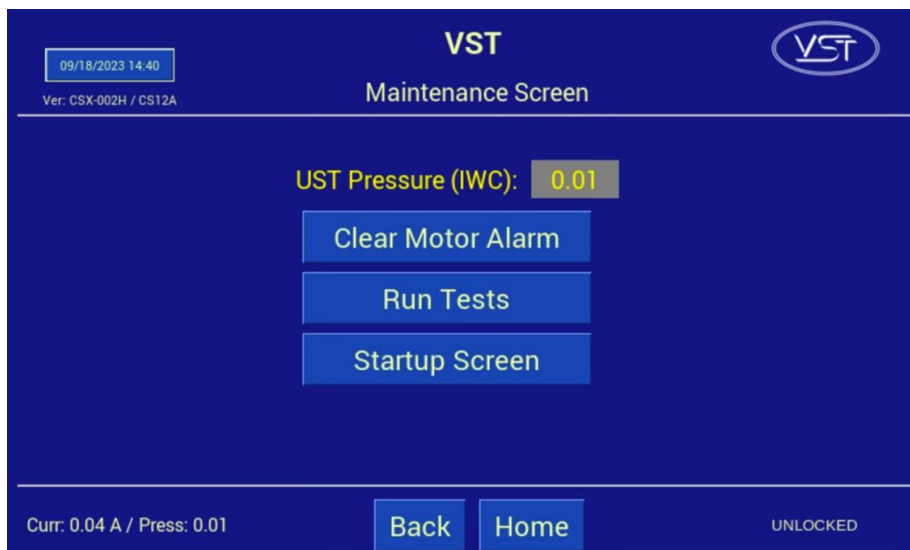 VST
09/18/2023 14:40
VST
Ver: CSX-002H / CS12A
Maintenance Screen
UST Pressure (IWC): 0.01
Clear Motor Alarm
Run Tests
Startup Screen
Curr: 0.04 A / Press: 0.01
Back
Home
UNLOCKED